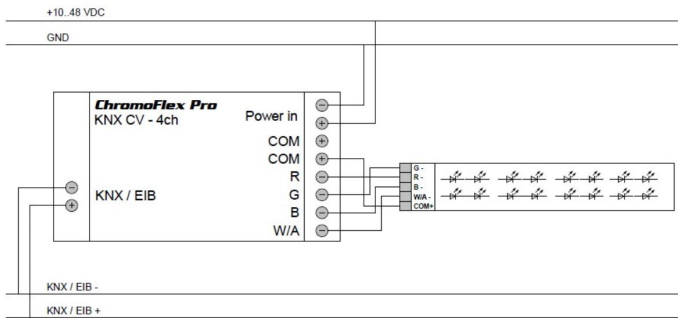 +10..48 VDC
GND
ChromoFlex Pro
KNX CV - 4ch
Power in
COM
COM
R
G
B
W/A
KNX / EIB
G -
R -
B -
W/A -
COM+
KNX / EIB -
KNX / EIB +